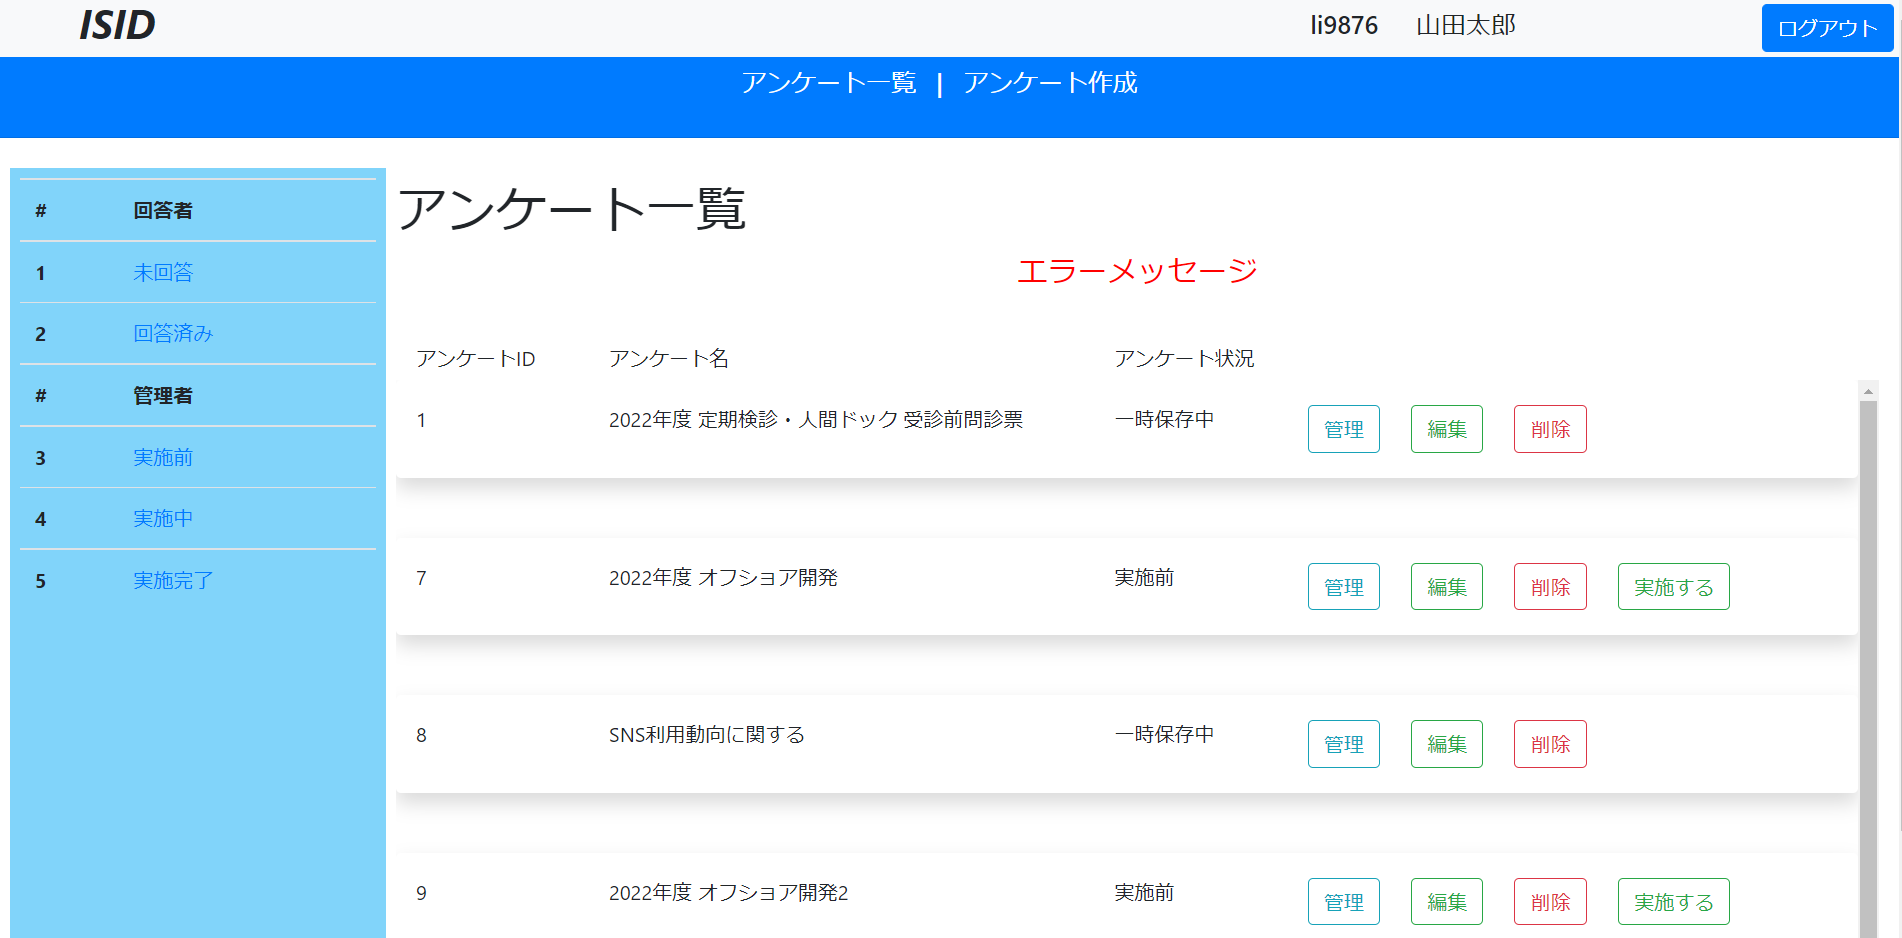 ISID li9876 山田太郎 ログアウト
アンケート一覧 | アンケート作成
# 回答者
1 未回答
2 回答済み
# 管理者
3 実施前
4 実施中
5 実施完了
アンケート一覧
エラーメッセージ
アンケートID アンケート名 アンケート状況
1 2022年度 定期検診・人間ドック 受診前問診票 一時保存中 管理 編集 削除
7 2022年度 オフショア開発 実施前 管理 編集 削除 実施する
8 SNS利用動向に関する 一時保存中 管理 編集 削除
9 2022年度 オフショア開発2 実施前 管理 編集 削除 実施する